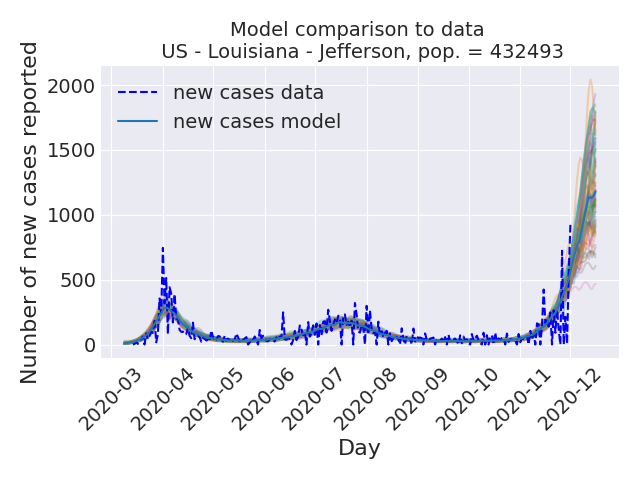 Model comparison to data
US - Louisiana - Jefferson, pop. = 432493
new cases data
new cases model
Number of new cases reported
2000
1500
1000
500
0
2020-03
2020-04
2020-05
2020-06
2020-07
2020-08
2020-09
2020-10
2020-11
2020-12
Day